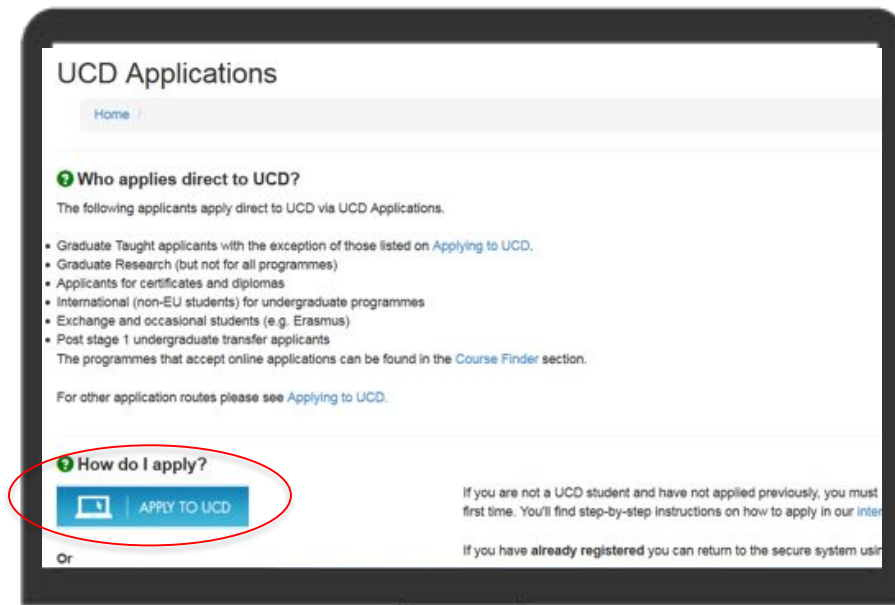 UCD Applications
Home /
Who applies direct to UCD?
The following applicants apply direct to UCD via UCD Applications.
• Graduate Taught applicants with the exception of those listed on Applying to UCD.
• Graduate Research (but not for all programmes)
• Applicants for certificates and diplomas
• International (non-EU students) for undergraduate programmes
• Exchange and occasional students (e.g. Erasmus)
• Post stage 1 undergraduate transfer applicants
The programmes that accept online applications can be found in the Course Finder section.
For other application routes please see Applying to UCD.
How do I apply?
APPLY TO UCD
If you are not a UCD student and have not applied previously, you must
first time. You'll find step-by-step instructions on how to apply in our
Or
If you have already registered you can return to the secure system